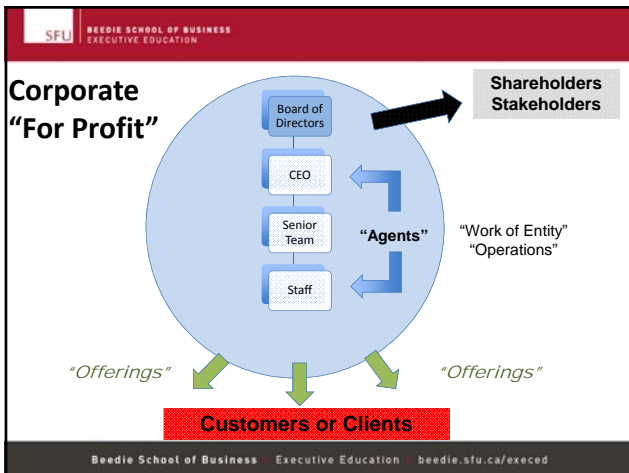 SFU
BEEDIE SCHOOL OF BUSINESS
EXECUTIVE EDUCATION
Corporate
“For Profit”
Board of
Directors
Shareholders
Stakeholders
CEO
Senior
Team
“Agents”
“Work of Entity”
“Operations”
Staff
“Offerings”
“Offerings”
Customers or Clients
Beedie School of Business Executive Education beedie.sfu.ca/execed